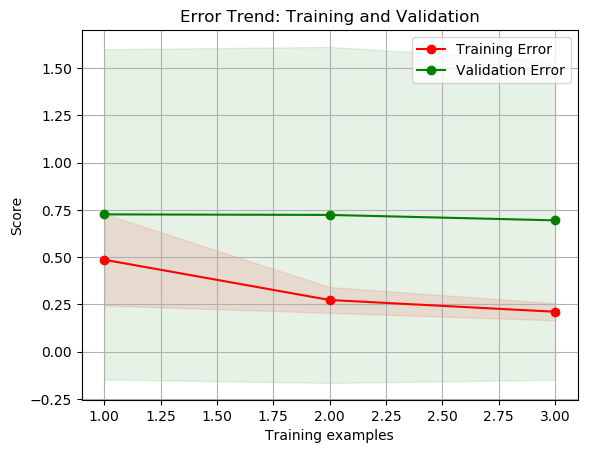 Error Trend: Training and Validation
Training Error
Validation Error
Score
1.50
1.25
1.00
0.75
0.50
0.25
0.00
−0.25
1.00 1.25 1.50 1.75 2.00 2.25 2.50 2.75 3.00
Training examples